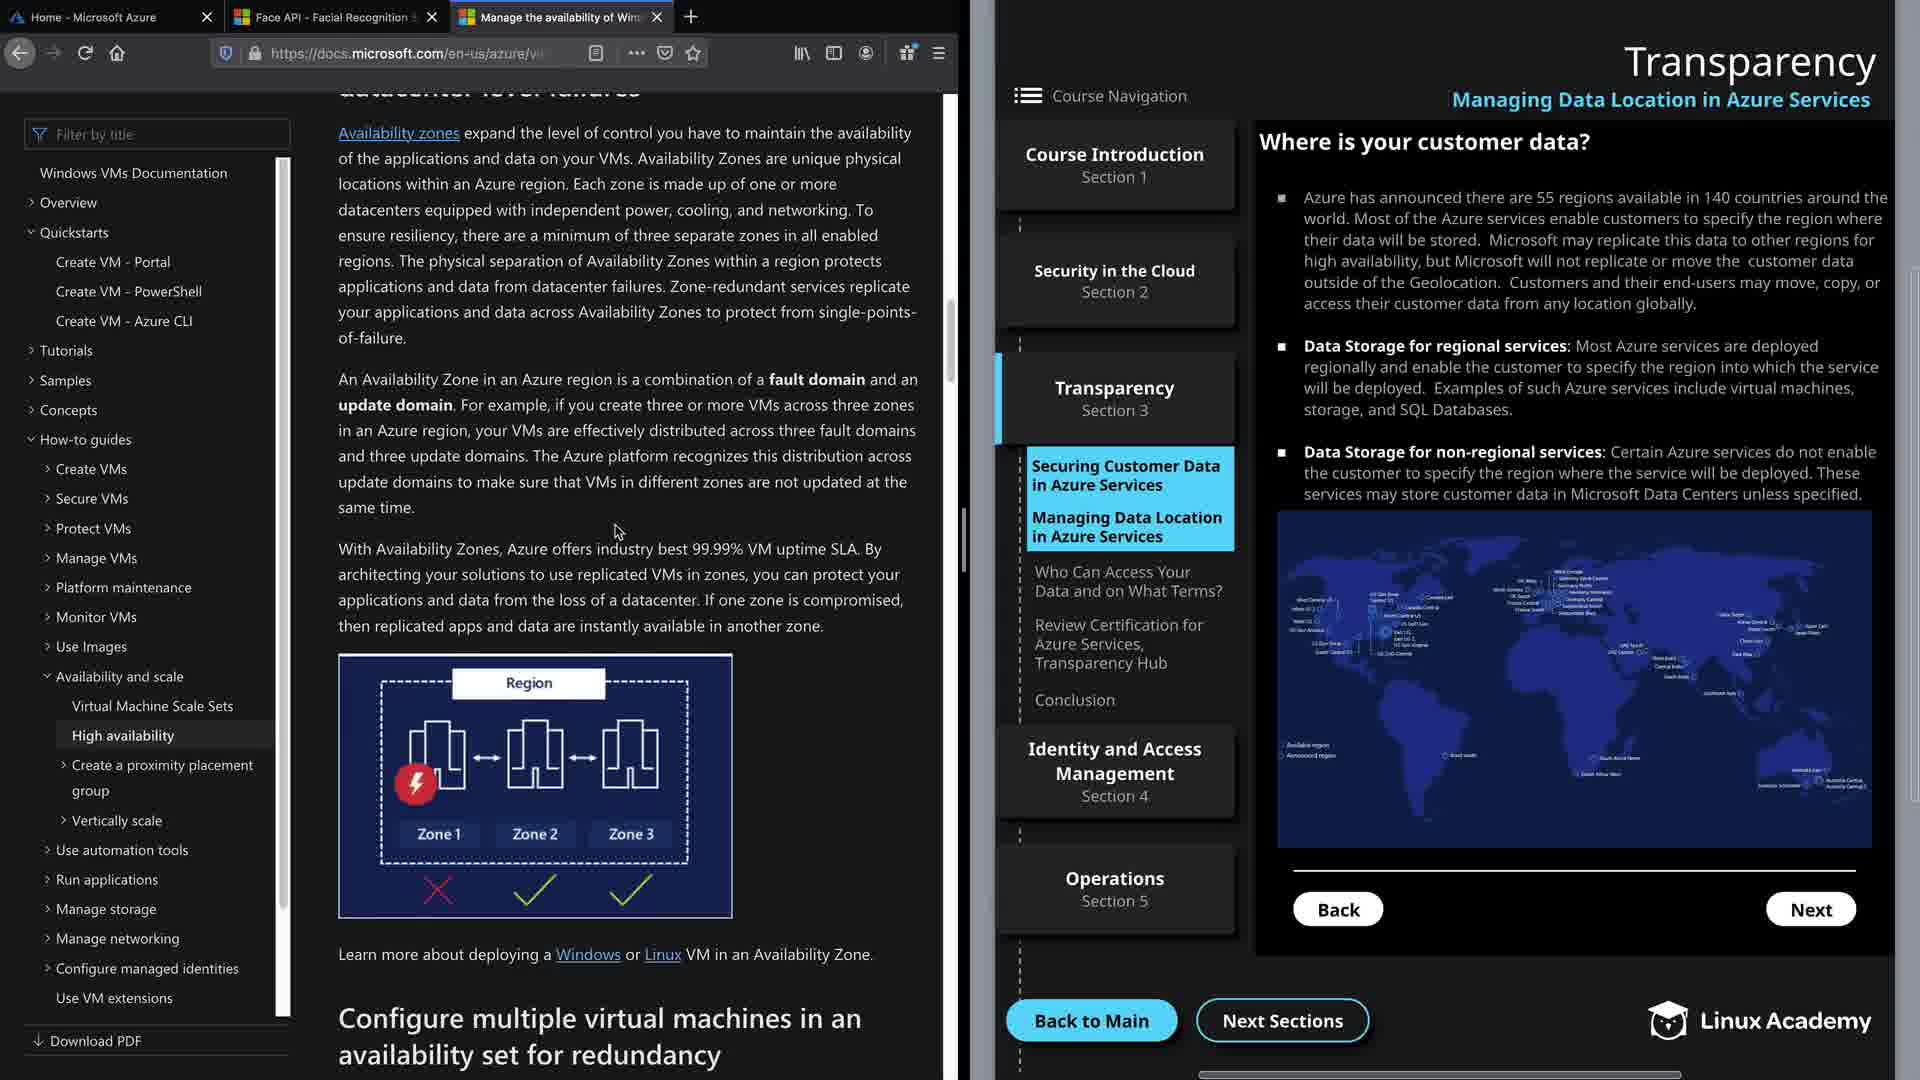 Home - Microsoft Azure
Face API - Facial Recognition
Manage the availability of Win
https://docs.microsoft.com/en-us/azure/vi
Filter by title
Windows VMs Documentation
Overview
Quickstarts
Create VM - Portal
Create VM - PowerShell
Create VM - Azure CLI
Tutorials
Samples
Concepts
How-to guides
Create VMs
Secure VMs
Protect VMs
Manage VMs
Platform maintenance
Monitor VMs
Use Images
Availability and scale
Virtual Machine Scale Sets
High availability
Create a proximity placement
group
Vertically scale
Use automation tools
Run applications
Manage storage
Manage networking
Configure managed identities
Use VM extensions
Download PDF
datacenter level failures
Availability zones expand the level of control you have to maintain the availability
of the applications and data on your VMs. Availability Zones are unique physical
locations within an Azure region. Each zone is made up of one or more
datacenters equipped with independent power, cooling, and networking. To
ensure resiliency, there are a minimum of three separate zones in all enabled
regions. The physical separation of Availability Zones within a region protects
applications and data from datacenter failures. Zone-redundant services replicate
your applications and data across Availability Zones to protect from single-points-
of-failure.
An Availability Zone in an Azure region is a combination of a fault domain and an
update domain. For example, if you create three or more VMs across three zones
in an Azure region, your VMs are effectively distributed across three fault domains
and three update domains. The Azure platform recognizes this distribution across
update domains to make sure that VMs in different zones are not updated at the
same time.
With Availability Zones, Azure offers industry best 99.99% VM uptime SLA. By
architecting your solutions to use replicated VMs in zones, you can protect your
applications and data from the loss of a datacenter. If one zone is compromised,
then replicated apps and data are instantly available in another zone.
Region
Zone 1
Zone 2
Zone 3
Learn more about deploying a Windows or Linux VM in an Availability Zone.
Configure multiple virtual machines in an
availability set for redundancy
Transparency
Managing Data Location in Azure Services
Course Navigation
Course Introduction
Section 1
Security in the Cloud
Section 2
Transparency
Section 3
Securing Customer Data
in Azure Services
Managing Data Location
in Azure Services
Who Can Access Your
Data and on What Terms?
Review Certification for
Azure Services,
Transparency Hub
Conclusion
Identity and Access
Management
Section 4
Operations
Section 5
Where is your customer data?
Azure has announced there are 55 regions available in 140 countries around the
world. Most of the Azure services enable customers to specify the region where
their data will be stored. Microsoft may replicate this data to other regions for
high availability, but Microsoft will not replicate or move the customer data
outside of the Geolocation. Customers and their end-users may move, copy, or
access their customer data from any location globally.
Data Storage for regional services: Most Azure services are deployed
regionally and enable the customer to specify the region into which the service
will be deployed. Examples of such Azure services include virtual machines,
storage, and SQL Databases.
Data Storage for non-regional services: Certain Azure services do not enable
the customer to specify the region where the service will be deployed. These
services may store customer data in Microsoft Data Centers unless specified.
Available region
Announced region
Back
Next
Back to Main
Next Sections
Linux Academy